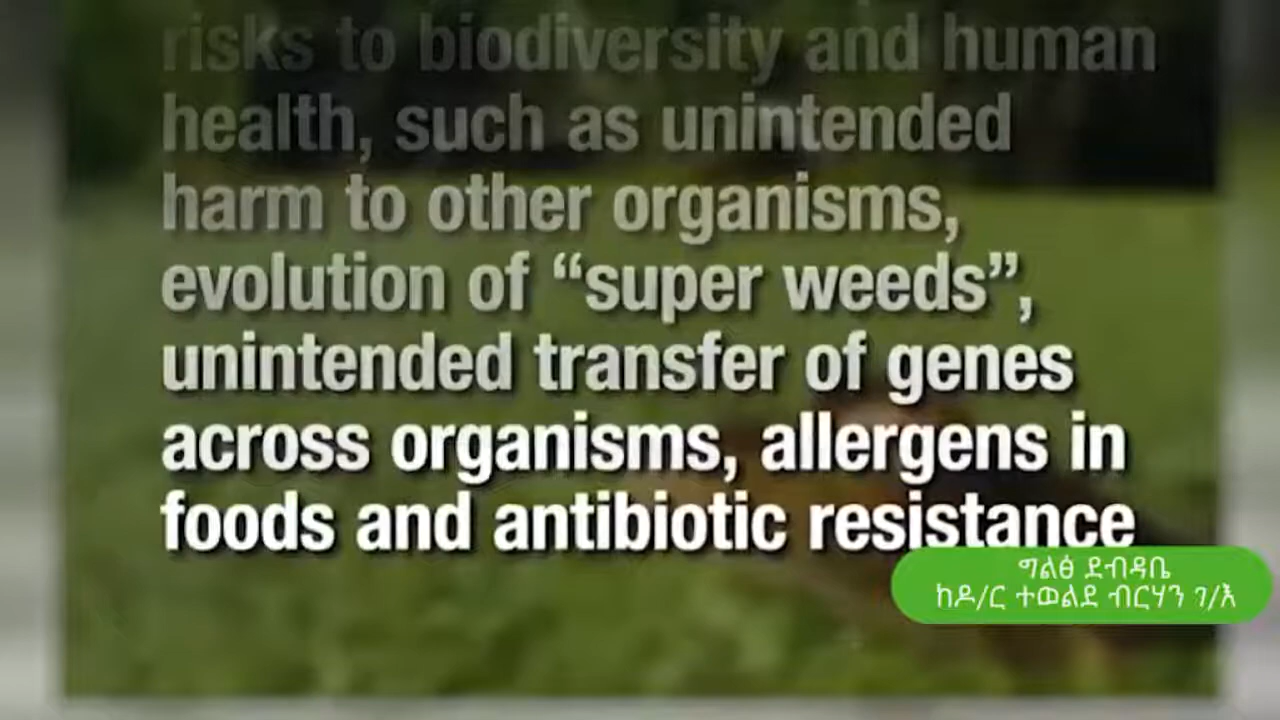 risks to biodiversity and human
health, such as unintended
harm to other organisms,
evolution of “super weeds”,
unintended transfer of genes
across organisms, allergens in
foods and antibiotic resistance
ግልፅ ደብዳቤ
ከዶ/ር ተወልደ ብርሃን ገ/እ